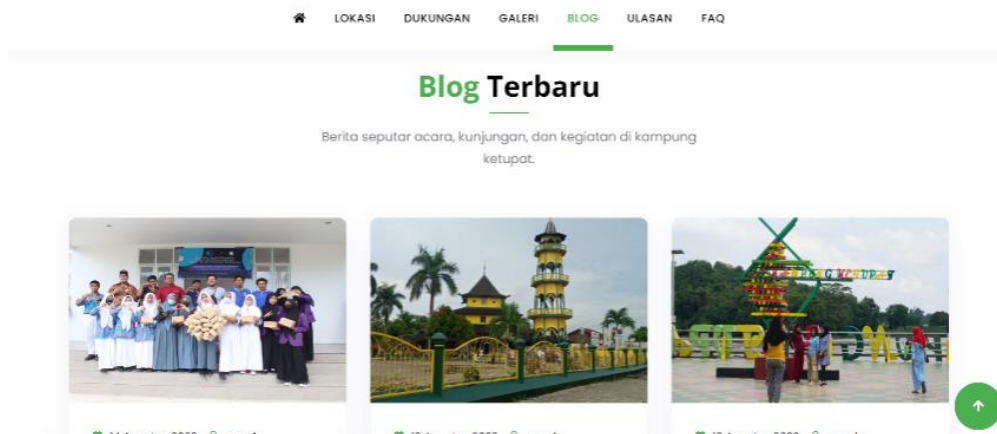 LOKASI DUKUNGAN GALERI BLOG ULASAN FAQ
Blog Terbaru
Berita seputar acara, kunjungan, dan kegiatan di kampung
ketupat.